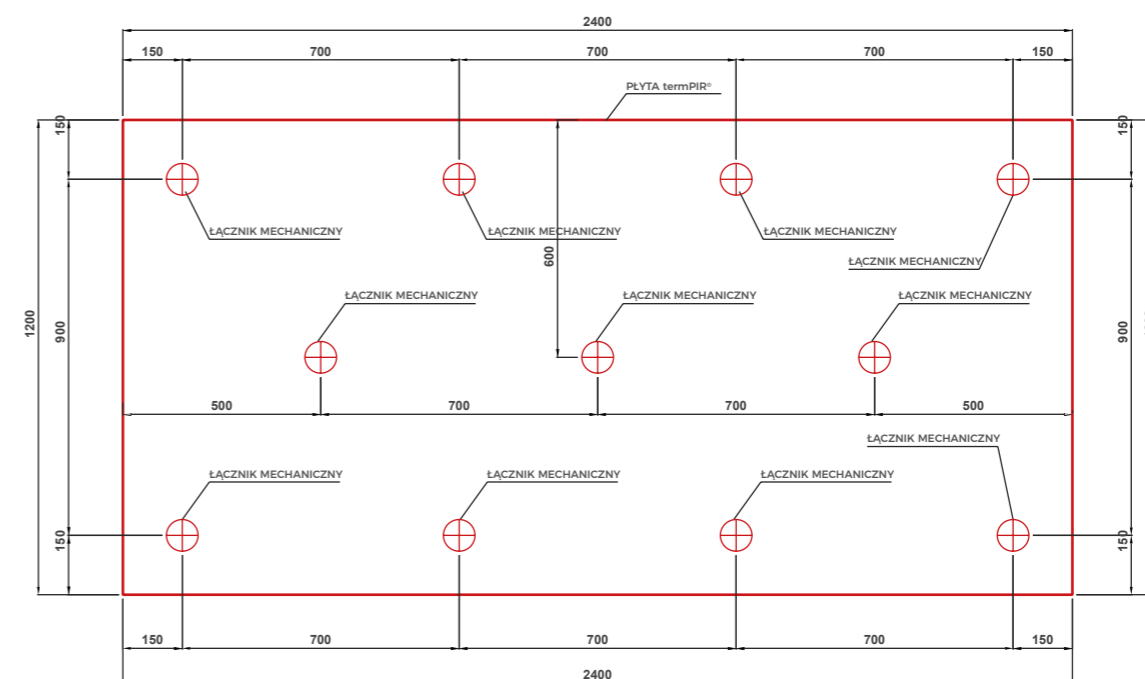 2400
150 700 700 700 150
PŁYTA termPIR®
150 150
ŁĄCZNIK MECHANICZNY ŁĄCZNIK MECHANICZNY ŁĄCZNIK MECHANICZNY
600
ŁĄCZNIK MECHANICZNY
ŁĄCZNIK MECHANICZNY ŁĄCZNIK MECHANICZNY ŁĄCZNIK MECHANICZNY
1200 900 900
500 700 700 500
ŁĄCZNIK MECHANICZNY
ŁĄCZNIK MECHANICZNY ŁĄCZNIK MECHANICZNY ŁĄCZNIK MECHANICZNY
150 150
150 700 700 700 150
2400